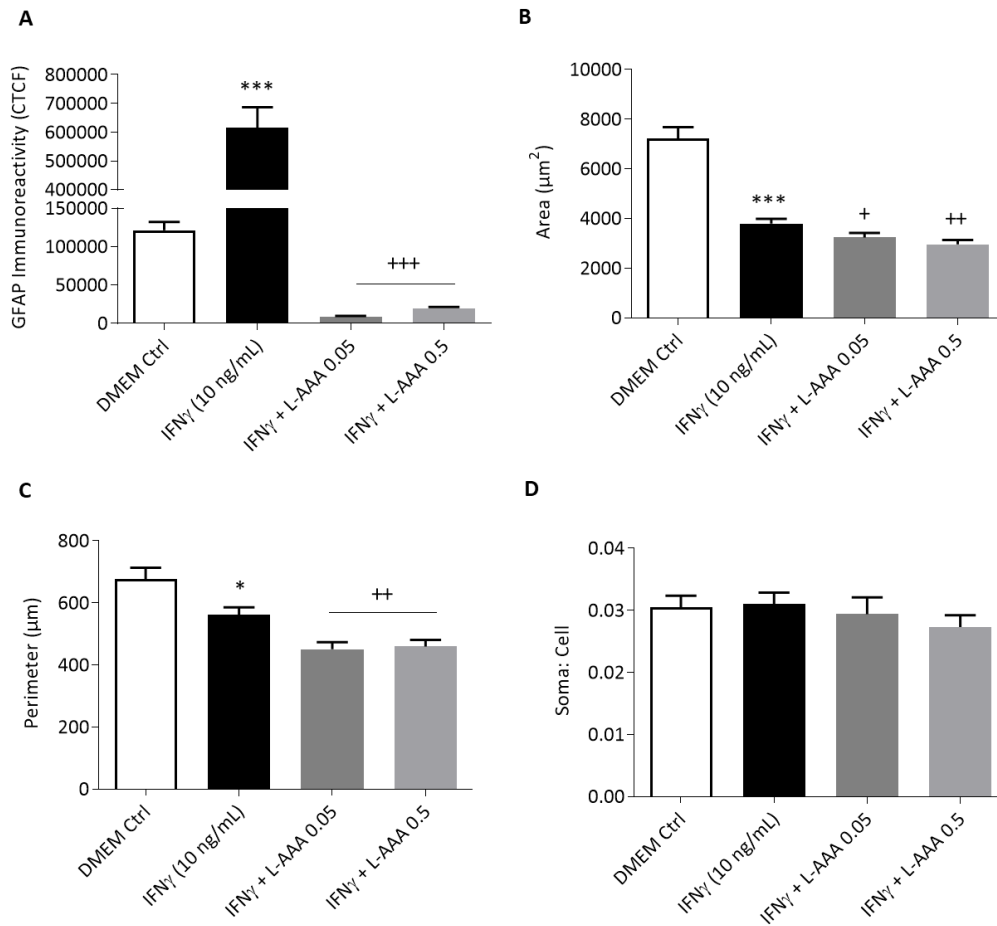 A
GFAP Immunoreactivity (CTCF)
800000
700000
600000
500000
400000
150000
100000
50000
0
***
+++
DMEM Ctrl
IFNγ (10 ng/mL)
IFNγ + L-AAA 0.05
IFNγ + L-AAA 0.5
B
Area (µm²)
10000
8000
6000
4000
2000
0
***
+
++
DMEM Ctrl
IFNγ (10 ng/mL)
IFNγ + L-AAA 0.05
IFNγ + L-AAA 0.5
C
Perimeter (µm)
800
600
400
200
0
*
++
DMEM Ctrl
IFNγ (10 ng/mL)
IFNγ + L-AAA 0.05
IFNγ + L-AAA 0.5
D
Soma: Cell
0.04
0.03
0.02
0.01
0.00
DMEM Ctrl
IFNγ (10 ng/mL)
IFNγ + L-AAA 0.05
IFNγ + L-AAA 0.5